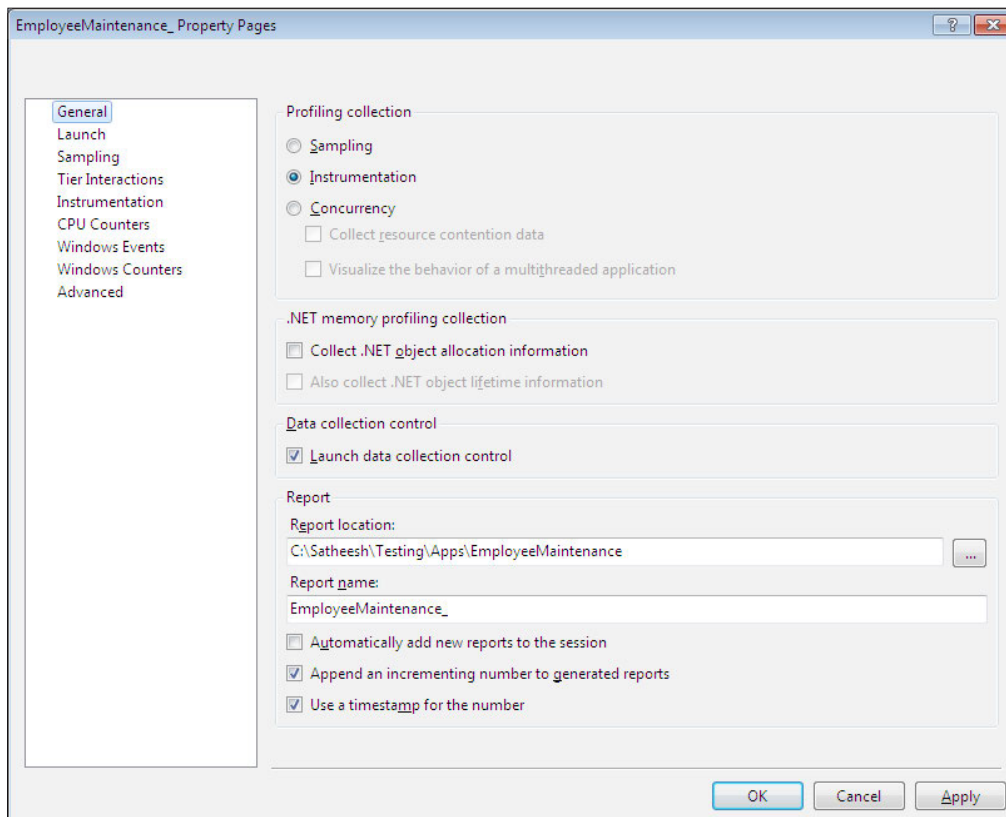 EmployeeMaintenance_ Property Pages
General
Launch
Sampling
Tier Interactions
Instrumentation
CPU Counters
Windows Events
Windows Counters
Advanced
Profiling collection
Sampling
Instrumentation
Concurrency
Collect resource contention data
Visualize the behavior of a multithreaded application
.NET memory profiling collection
Collect .NET object allocation information
Also collect .NET object lifetime information
Data collection control
Launch data collection control
Report
Report location:
C:\Satheesh\Testing\Apps\EmployeeMaintenance
...
Report name:
EmployeeMaintenance_
Automatically add new reports to the session
Append an incrementing number to generated reports
Use a timestamp for the number
OK Cancel Apply